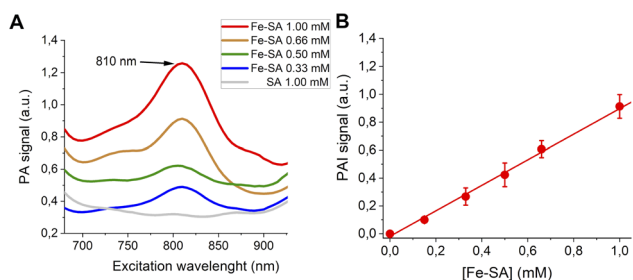 A
810 nm
Fe-SA 1.00 mM
Fe-SA 0.66 mM
Fe-SA 0.50 mM
Fe-SA 0.33 mM
SA 1.00 mM
PA signal (a.u.)
1,4
1,2
1,0
0,8
0,6
0,4
0,2
700 750 800 850 900
Excitation wavelenght (nm)
B
PAI signal (a.u.)
1,6
1,4
1,2
1,0
0,8
0,6
0,4
0,2
0,0
0,0 0,2 0,4 0,6 0,8 1,0
[Fe-SA] (mM)